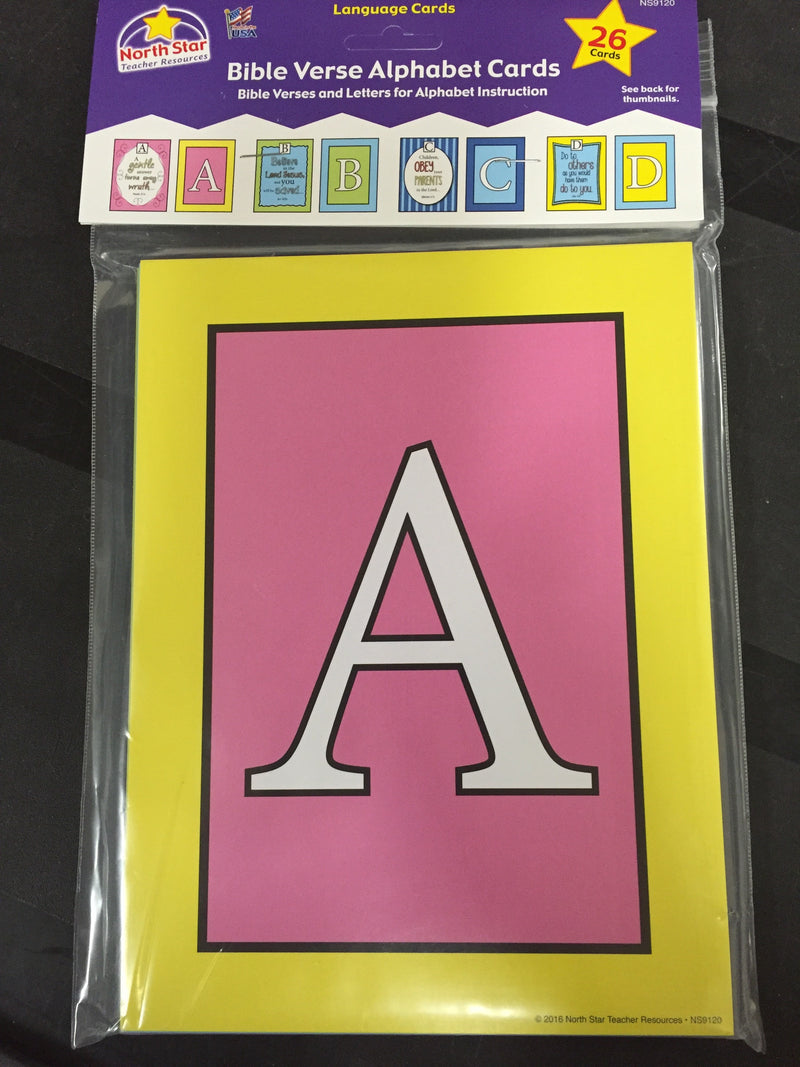 Language Cards
NS9120
North Star
Teacher Resources
USA
26
Cards
Bible Verse Alphabet Cards
Bible Verses and Letters for Alphabet Instruction
See back for
thumbnails.
A
A
gentle
answer
turns away
wrath...
A
B
Believe
in the
Lord Jesus,
and you
will be saved...
B
C
Children,
OBEY your
PARENTS
in the Lord...
C
D
Do to
others
as you would
have them
do to you.
D
A
© 2016 North Star Teacher Resources • NS9120